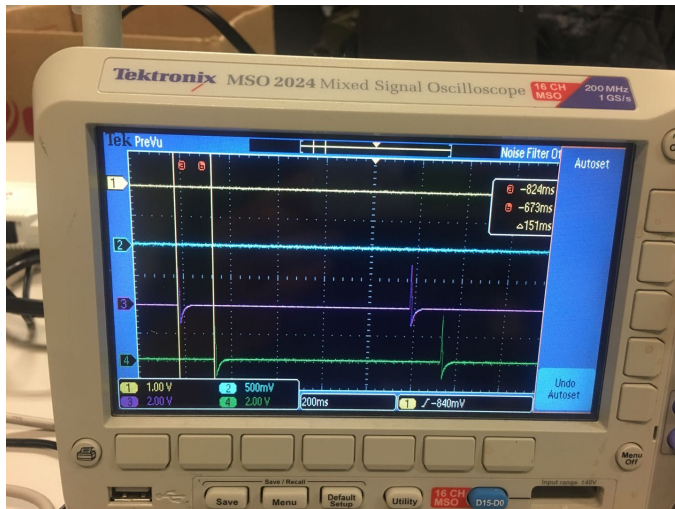 Tektronix MSO 2024 Mixed Signal Oscilloscope
16 CH MSO
200 MHz
1 GS/s
Tek PreVu
Noise Filter Of
Autoset
a b
a -824ms
b -673ms
△151ms
1
2
3
4
1 1.00 V 2 500mV
3 2.00 V 4 2.00 V
200ms
1 ʃ -840mV
Undo
Autoset
Menu
Off
Save / Recall
Save
Menu
Default
Setup
Utility
16 CH
MSO
D15-D0